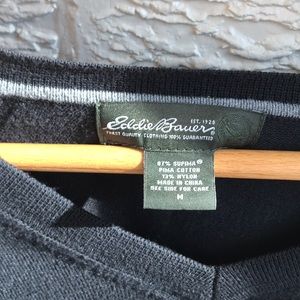 EST. 1920
Eddie Bauer®
FINEST QUALITY CLOTHING 100% GUARANTEED
87% SUPIMA®
PIMA COTTON
13% NYLON
MADE IN CHINA
SEE SIDE FOR CARE
M